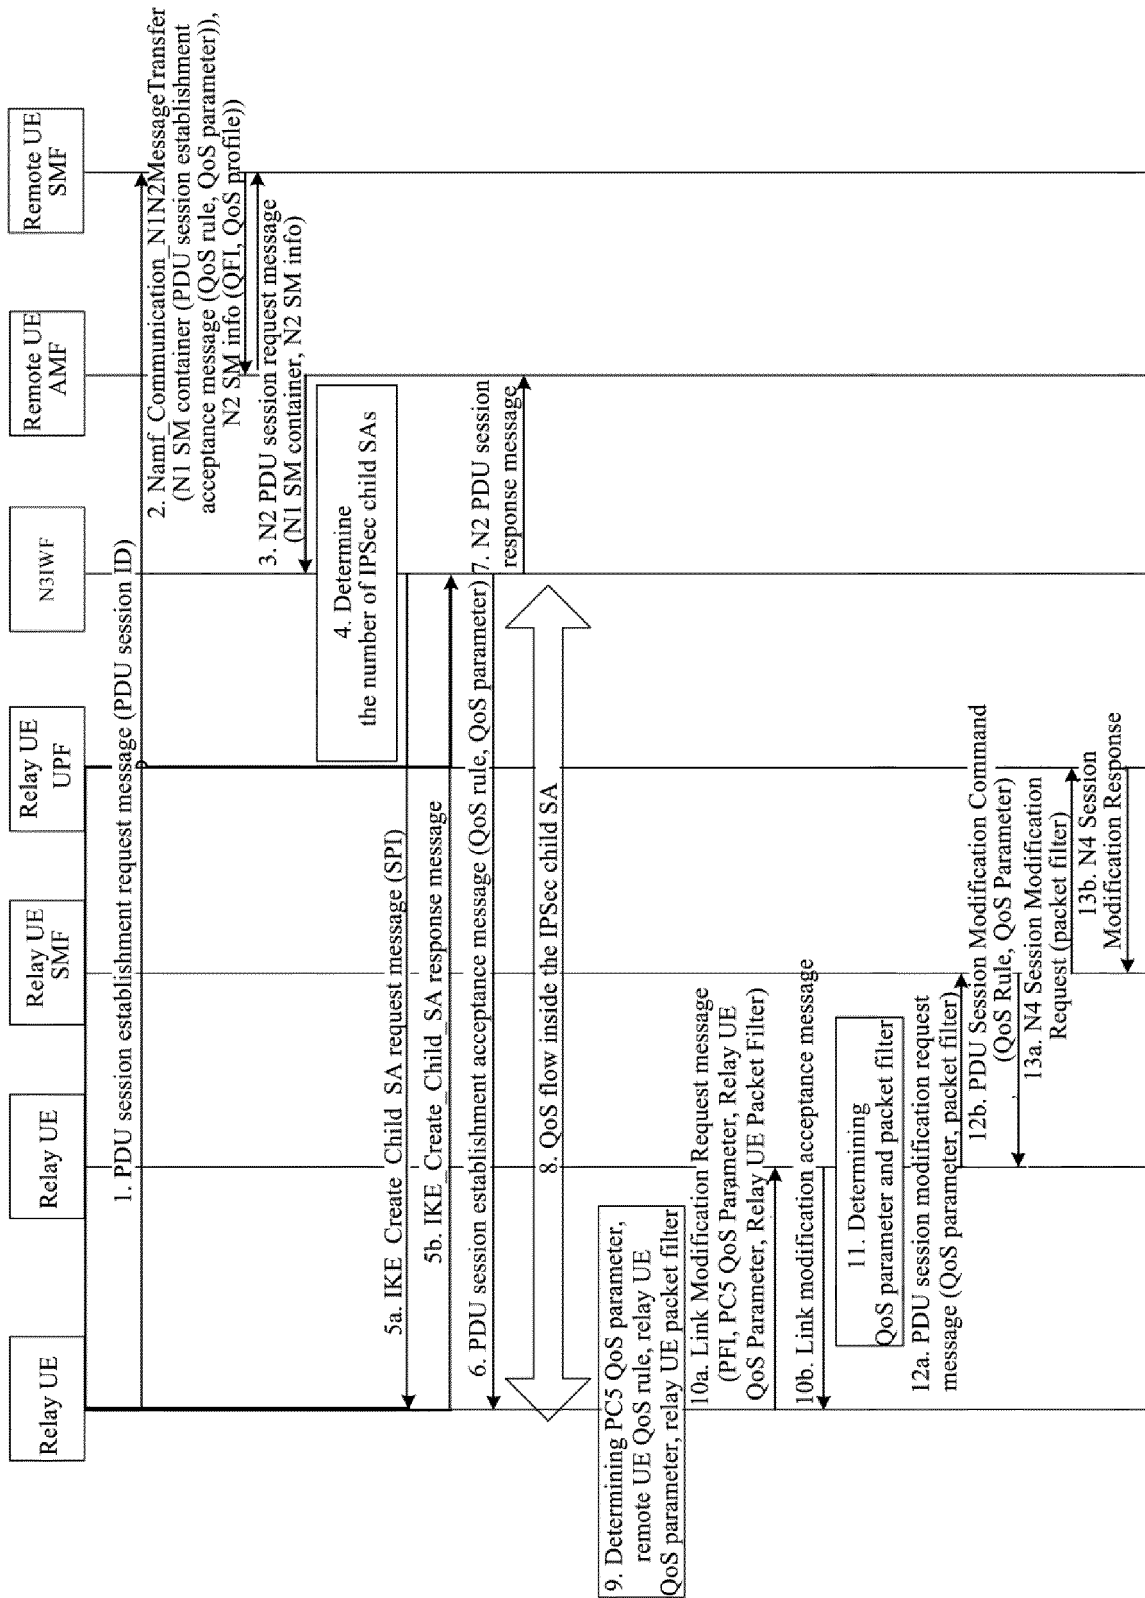 Relay UE
Relay UE
Relay UE
SMF
Relay UE
UPF
N3IWF
Remote UE
AMF
Remote UE
SMF
1. PDU session establishment request message (PDU session ID)
2. Namf_Communication_N1N2MessageTransfer
(N1 SM container (PDU session establishment
acceptance message (QoS rule, QoS parameter)),
N2 SM info (QFI, QoS profile))
3. N2 PDU session request message
(N1 SM container, N2 SM info)
4. Determine
the number of IPSec child SAs
5a. IKE_Create_Child_SA request message (SPI)
5b. IKE_Create_Child_SA response message
6. PDU session establishment acceptance message (QoS rule, QoS parameter)
7. N2 PDU session
response message
8. QoS flow inside the IPSec child SA
9. Determining PC5 QoS parameter,
remote UE QoS rule, relay UE
QoS parameter, relay UE packet filter
10a. Link Modification Request message
(PFI, PC5 QoS Parameter, Relay UE
QoS Parameter, Relay UE Packet Filter)
10b. Link modification acceptance message
11. Determining
QoS parameter and packet filter
12a. PDU session modification request
message (QoS parameter, packet filter)
12b. PDU Session Modification Command
(QoS Rule, QoS Parameter)
13a. N4 Session Modification
Request (packet filter)
13b. N4 Session
Modification Response